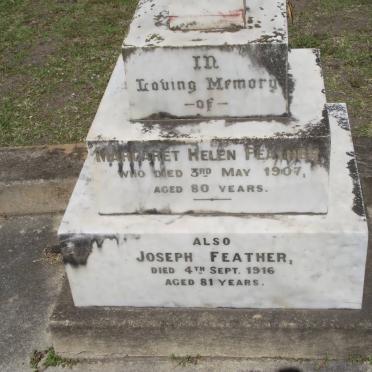 In
Loving Memory
of
Margaret Helen Feather
who died 3rd May 1907,
aged 80 years.
Also
Joseph Feather,
died 4th Sept. 1916
aged 81 years.